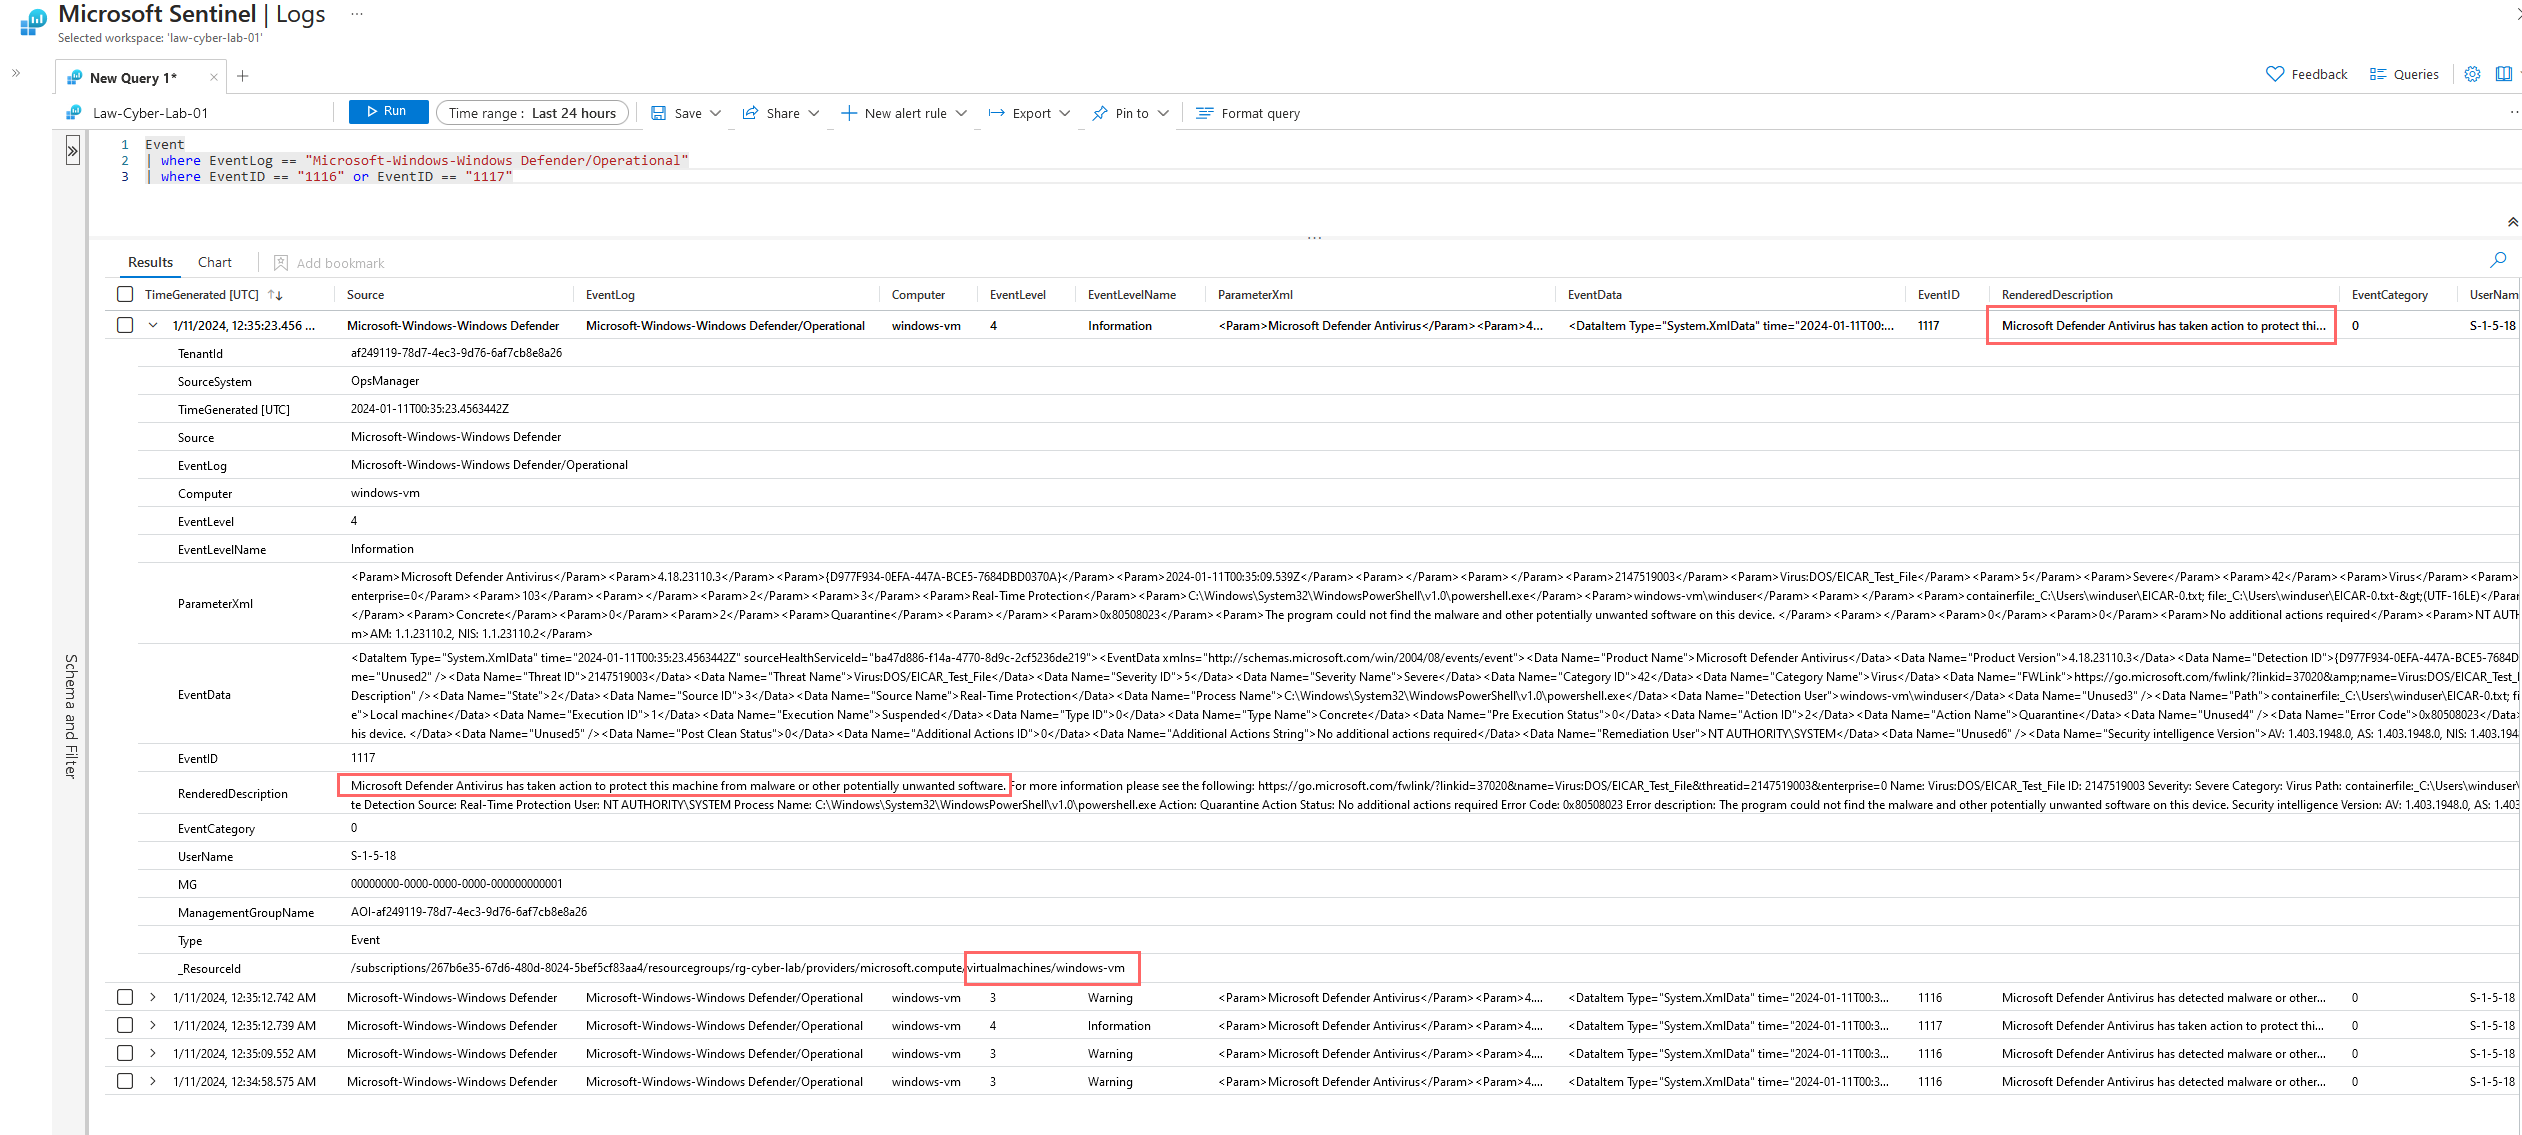 Microsoft Sentinel | Logs ...
Selected workspace: 'law-cyber-lab-01'
New Query 1*
Feedback Queries
Law-Cyber-Lab-01 Run Time range : Last 24 hours Save Share New alert rule Export Pin to Format query
1 Event
2 | where EventLog == "Microsoft-Windows-Windows Defender/Operational"
3 | where EventID == "1116" or EventID == "1117"
Results Chart Add bookmark
TimeGenerated [UTC] Source EventLog Computer EventLevel EventLevelName ParameterXml EventData EventID RenderedDescription EventCategory UserNam
1/11/2024, 12:35:23.456 ... Microsoft-Windows-Windows Defender Microsoft-Windows-Windows Defender/Operational windows-vm 4 Information <Param>Microsoft Defender Antivirus</Param><Param>4.... <DataItem Type="System.XmlData" time="2024-01-11T00:... 1117 Microsoft Defender Antivirus has taken action to protect thi... 0 S-1-5-18
TenantId af249119-78d7-4ec3-9d76-6af7cb8e8a26
SourceSystem OpsManager
TimeGenerated [UTC] 2024-01-11T00:35:23.4563442Z
Source Microsoft-Windows-Windows Defender
EventLog Microsoft-Windows-Windows Defender/Operational
Computer windows-vm
EventLevel 4
EventLevelName Information
ParameterXml
<Param>Microsoft Defender Antivirus</Param><Param>4.18.23110.3</Param><Param>{D977F934-0EFA-447A-BCE5-7684DBD0370A}</Param><Param>2024-01-11T00:35:09.539Z</Param><Param></Param><Param></Param><Param>2147519003</Param><Param>Virus:DOS/EICAR_Test_File</Param><Param>5</Param><Param>Severe</Param><Param>42</Param><Param>Virus</Param><Param>
enterprise=0</Param><Param>103</Param><Param></Param><Param>2</Param><Param>3</Param><Param>Real-Time Protection</Param><Param>C:\Windows\System32\WindowsPowerShell\v1.0\powershell.exe</Param><Param>windows-vm\winduser</Param><Param></Param><Param>containerfile:_C:\Users\winduser\EICAR-0.txt; file:_C:\Users\winduser\EICAR-0.txt-&gt;(UTF-16LE)</Para
</Param><Param>Concrete</Param><Param>0</Param><Param>2</Param><Param>Quarantine</Param><Param></Param><Param>0x80508023</Param><Param>The program could not find the malware and other potentially unwanted software on this device. </Param><Param></Param><Param>0</Param><Param>0</Param><Param>No additional actions required</Param><Param>NT AUTH
m>AM: 1.1.23110.2, NIS: 1.1.23110.2</Param>
EventData
<DataItem Type="System.XmlData" time="2024-01-11T00:35:23.4563442Z" sourceHealthServiceId="ba47d886-f14a-4770-8d9c-2cf5236de219"><EventData xmlns="http://schemas.microsoft.com/win/2004/08/events/event"><Data Name="Product Name">Microsoft Defender Antivirus</Data><Data Name="Product Version">4.18.23110.3</Data><Data Name="Detection ID">{D977F934-0EFA-447A-BCE5-7684D
me="Unused2" /><Data Name="Threat ID">2147519003</Data><Data Name="Threat Name">Virus:DOS/EICAR_Test_File</Data><Data Name="Severity ID">5</Data><Data Name="Severity Name">Severe</Data><Data Name="Category ID">42</Data><Data Name="Category Name">Virus</Data><Data Name="FWLink">https://go.microsoft.com/fwlink/?linkid=37020&amp;name=Virus:DOS/EICAR_Test_
Description" /><Data Name="State">2</Data><Data Name="Source ID">3</Data><Data Name="Source Name">Real-Time Protection</Data><Data Name="Process Name">C:\Windows\System32\WindowsPowerShell\v1.0\powershell.exe</Data><Data Name="Detection User">windows-vm\winduser</Data><Data Name="Unused3" /><Data Name="Path">containerfile:_C:\Users\winduser\EICAR-0.txt; fi
e">Local machine</Data><Data Name="Execution ID">1</Data><Data Name="Execution Name">Suspended</Data><Data Name="Type ID">0</Data><Data Name="Type Name">Concrete</Data><Data Name="Pre Execution Status">0</Data><Data Name="Action ID">2</Data><Data Name="Action Name">Quarantine</Data><Data Name="Unused4" /><Data Name="Error Code">0x80508023</Data>
his device. </Data><Data Name="Unused5" /><Data Name="Post Clean Status">0</Data><Data Name="Additional Actions ID">0</Data><Data Name="Additional Actions String">No additional actions required</Data><Data Name="Remediation User">NT AUTHORITY\SYSTEM</Data><Data Name="Unused6" /><Data Name="Security intelligence Version">AV: 1.403.1948.0, AS: 1.403.1948.0, NIS: 1.403.194
EventID 1117
RenderedDescription
Microsoft Defender Antivirus has taken action to protect this machine from malware or other potentially unwanted software. For more information please see the following: https://go.microsoft.com/fwlink/?linkid=37020&name=Virus:DOS/EICAR_Test_File&threatid=2147519003&enterprise=0 Name: Virus:DOS/EICAR_Test_File ID: 2147519003 Severity: Severe Category: Virus Path: containerfile:_C:\Users\winduser\
te Detection Source: Real-Time Protection User: NT AUTHORITY\SYSTEM Process Name: C:\Windows\System32\WindowsPowerShell\v1.0\powershell.exe Action: Quarantine Action Status: No additional actions required Error Code: 0x80508023 Error description: The program could not find the malware and other potentially unwanted software on this device. Security intelligence Version: AV: 1.403.1948.0, AS: 1.403
EventCategory 0
UserName S-1-5-18
MG 00000000-0000-0000-0000-000000000001
ManagementGroupName AOI-af249119-78d7-4ec3-9d76-6af7cb8e8a26
Type Event
_ResourceId /subscriptions/267b6e35-67d6-480d-8024-5bef5cf83aa4/resourcegroups/rg-cyber-lab/providers/microsoft.compute/virtualmachines/windows-vm
1/11/2024, 12:35:12.742 AM Microsoft-Windows-Windows Defender Microsoft-Windows-Windows Defender/Operational windows-vm 3 Warning <Param>Microsoft Defender Antivirus</Param><Param>4.... <DataItem Type="System.XmlData" time="2024-01-11T00:3... 1116 Microsoft Defender Antivirus has detected malware or other... 0 S-1-5-18
1/11/2024, 12:35:12.739 AM Microsoft-Windows-Windows Defender Microsoft-Windows-Windows Defender/Operational windows-vm 4 Information <Param>Microsoft Defender Antivirus</Param><Param>4.... <DataItem Type="System.XmlData" time="2024-01-11T00:3... 1117 Microsoft Defender Antivirus has taken action to protect thi... 0 S-1-5-18
1/11/2024, 12:35:09.552 AM Microsoft-Windows-Windows Defender Microsoft-Windows-Windows Defender/Operational windows-vm 3 Warning <Param>Microsoft Defender Antivirus</Param><Param>4.... <DataItem Type="System.XmlData" time="2024-01-11T00:3... 1116 Microsoft Defender Antivirus has detected malware or other... 0 S-1-5-18
1/11/2024, 12:34:58.575 AM Microsoft-Windows-Windows Defender Microsoft-Windows-Windows Defender/Operational windows-vm 3 Warning <Param>Microsoft Defender Antivirus</Param><Param>4.... <DataItem Type="System.XmlData" time="2024-01-11T00:3... 1116 Microsoft Defender Antivirus has detected malware or other... 0 S-1-5-18
Schema and Filter